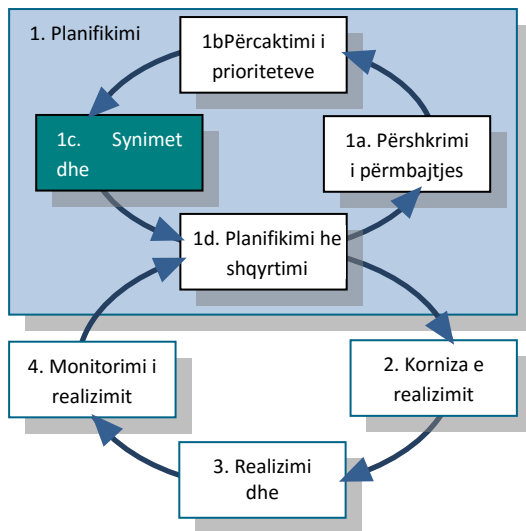 1. Planifikimi
1bPërcaktimi i
prioriteteve
1c. Synimet
dhe
1a. Përshkrimi
i përmbajtjes
1d. Planifikimi he
shqyrtimi
4. Monitorimi i
realizimit
2. Korniza e
realizimit
3. Realizimi
dhe